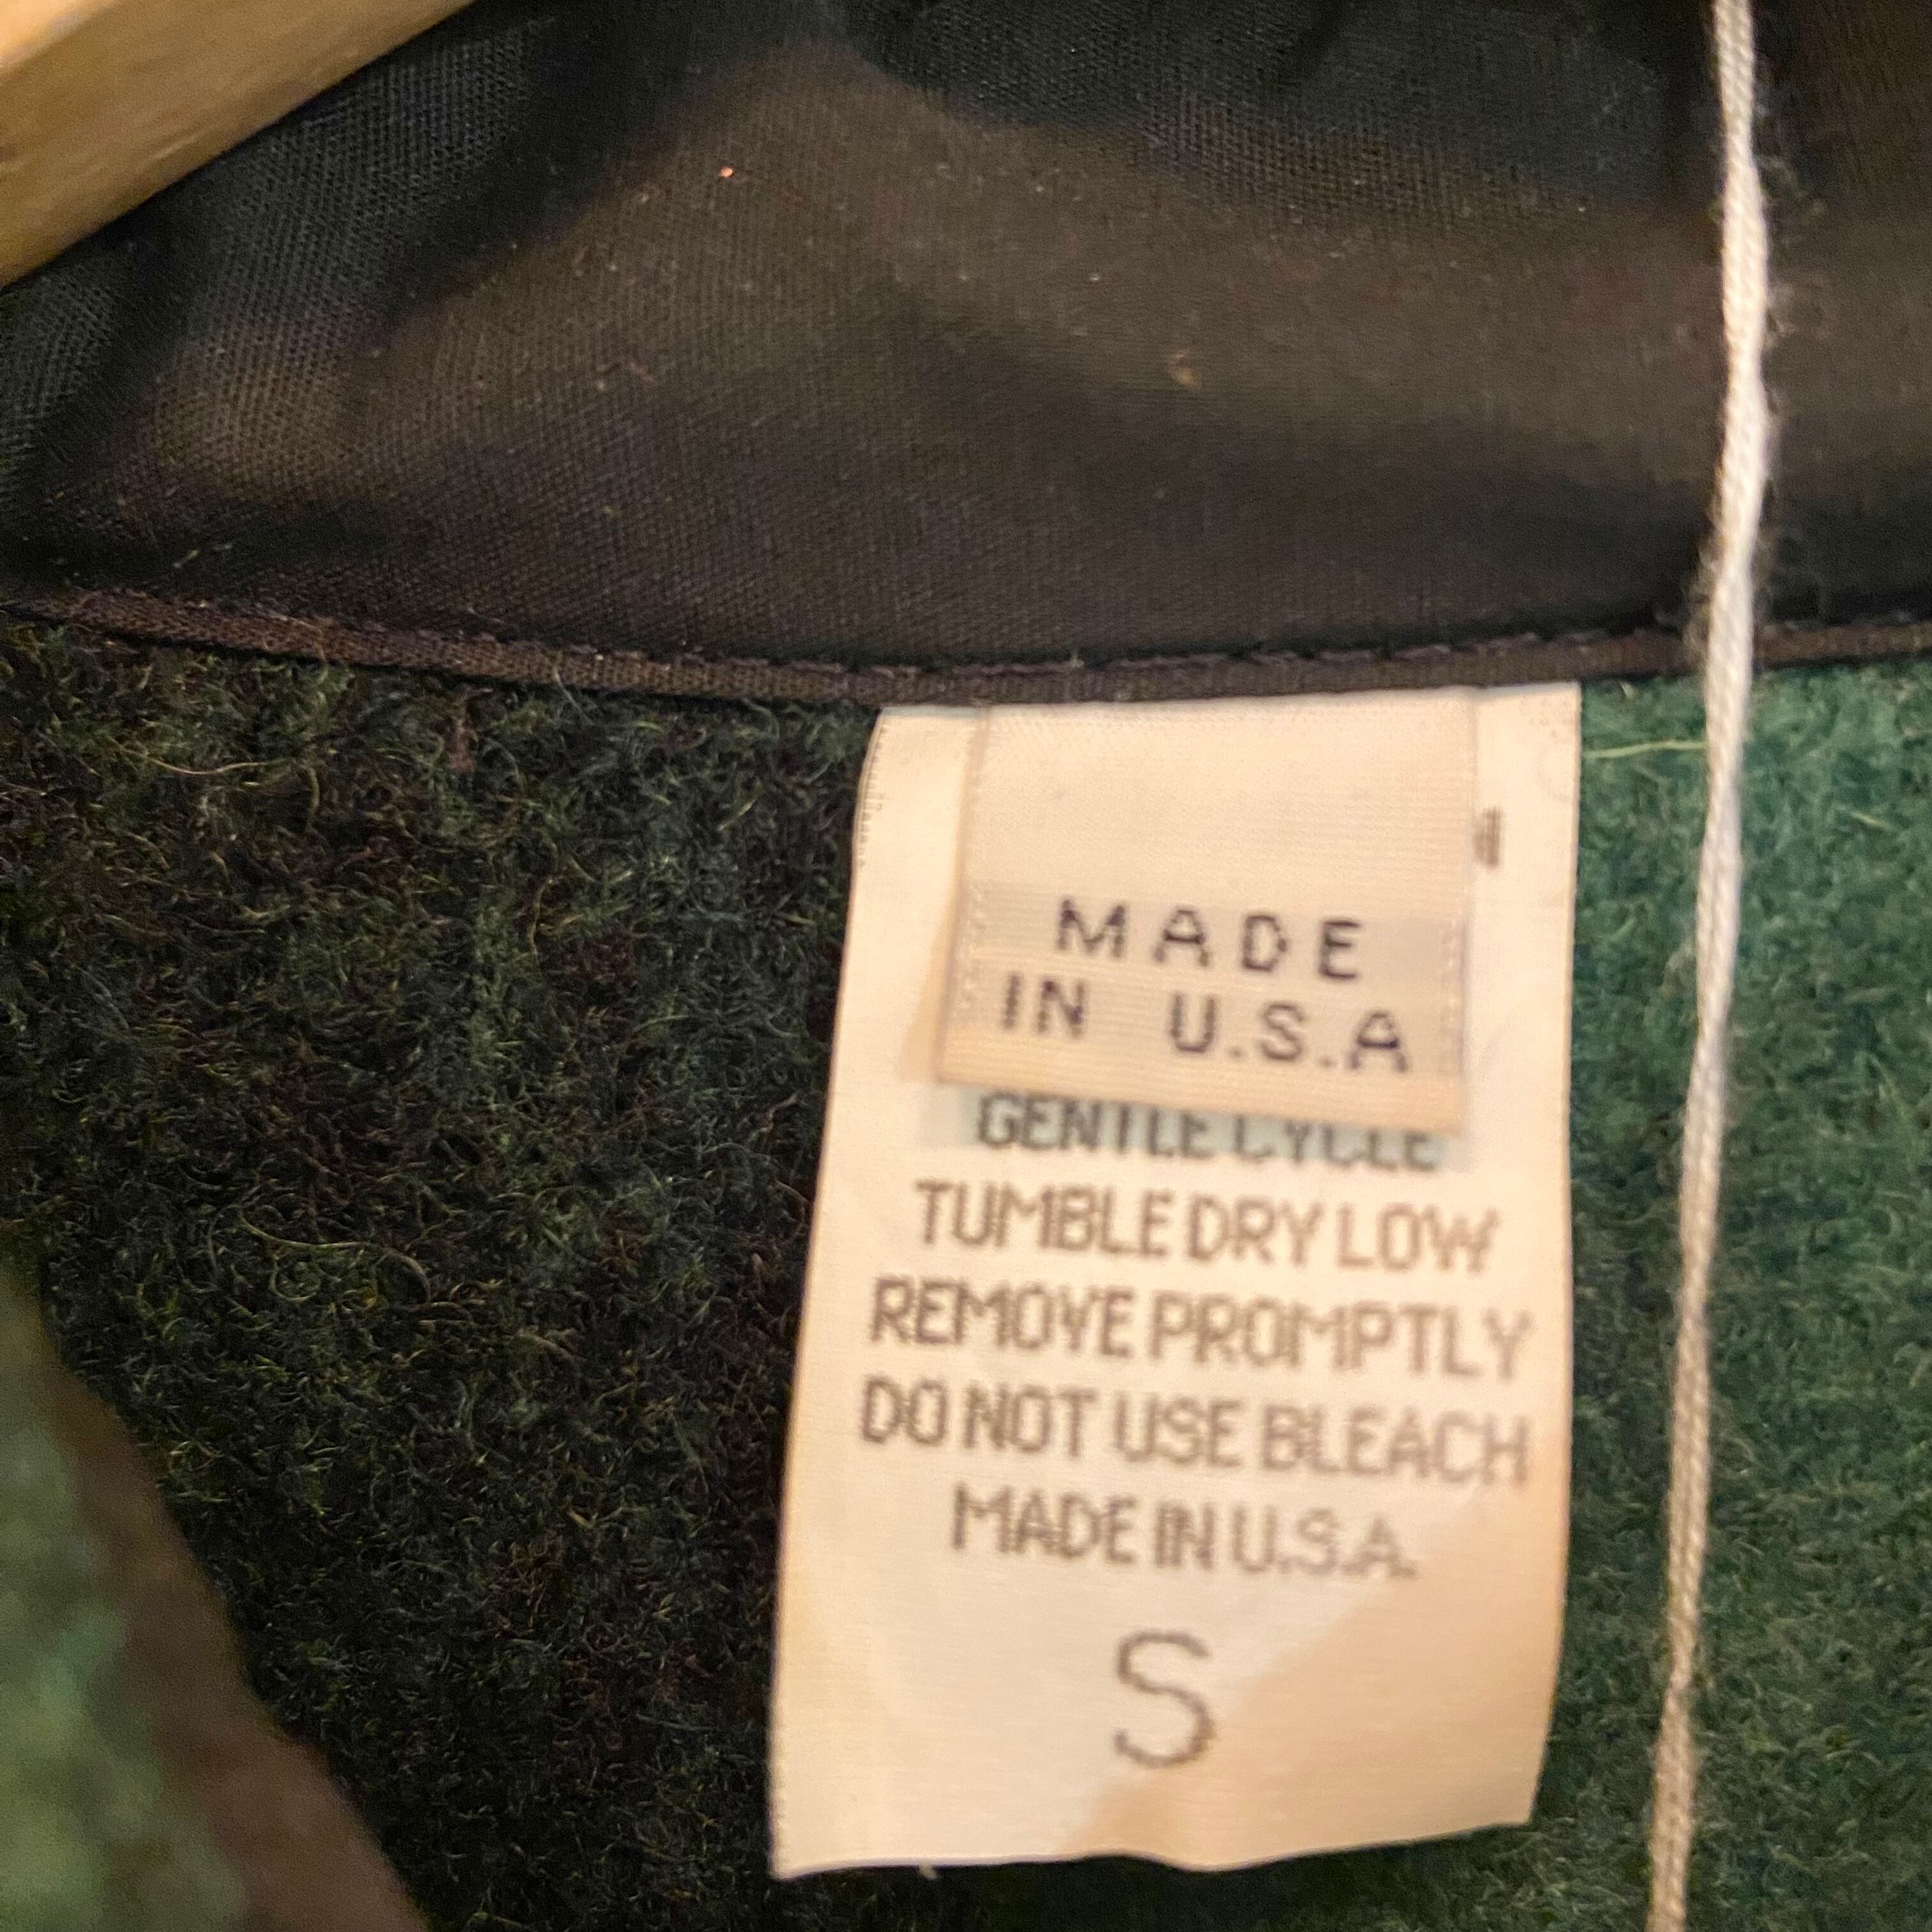 MADE
IN U.S.A
GENTLE CYCLE
TUMBLE DRY LOW
REMOVE PROMPTLY
DO NOT USE BLEACH
MADE IN U.S.A.
S